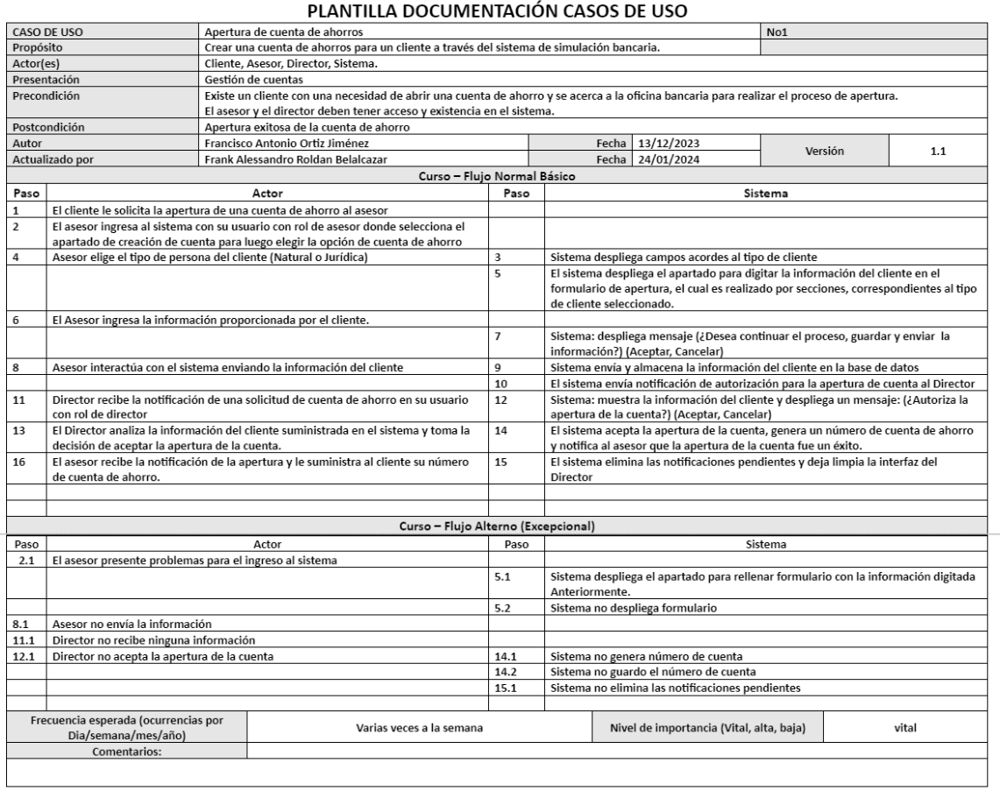 PLANTILLA DOCUMENTACIÓN CASOS DE USO
CASO DE USO Apertura de cuenta de ahorros No1
Propósito Crear una cuenta de ahorros para un cliente a través del sistema de simulación bancaria.
Actor(es) Cliente, Asesor, Director, Sistema.
Presentación Gestión de cuentas
Precondición Existe un cliente con una necesidad de abrir una cuenta de ahorro y se acerca a la oficina bancaria para realizar el proceso de apertura.
El asesor y el director deben tener acceso y existencia en el sistema.
Postcondición Apertura exitosa de la cuenta de ahorro
Autor Francisco Antonio Ortiz Jiménez Fecha 13/12/2023
Versión 1.1
Actualizado por Frank Alessandro Roldan Belalcazar Fecha 24/01/2024
Curso – Flujo Normal Básico
Paso Actor Paso Sistema
1 El cliente le solicita la apertura de una cuenta de ahorro al asesor
2 El asesor ingresa al sistema con su usuario con rol de asesor donde selecciona el
apartado de creación de cuenta para luego elegir la opción de cuenta de ahorro
4 Asesor elige el tipo de persona del cliente (Natural o Jurídica) 3 Sistema despliega campos acordes al tipo de cliente
5 El sistema despliega el apartado para digitar la información del cliente en el
formulario de apertura, el cual es realizado por secciones, correspondientes al tipo
de cliente seleccionado.
6 El Asesor ingresa la información proporcionada por el cliente.
7 Sistema: despliega mensaje (¿Desea continuar el proceso, guardar y enviar la
información?) (Aceptar, Cancelar)
8 Asesor interactúa con el sistema enviando la información del cliente 9 Sistema envía y almacena la información del cliente en la base de datos
10 El sistema envía notificación de autorización para la apertura de cuenta al Director
11 Director recibe la notificación de una solicitud de cuenta de ahorro en su usuario
con rol de director
12 Sistema: muestra la información del cliente y despliega un mensaje: (¿Autoriza la
apertura de la cuenta?) (Aceptar, Cancelar)
13 El Director analiza la información del cliente suministrada en el sistema y toma la
decisión de aceptar la apertura de la cuenta.
14 El sistema acepta la apertura de la cuenta, genera un número de cuenta de ahorro
y notifica al asesor que la apertura de la cuenta fue un éxito.
16 El asesor recibe la notificación de la apertura y le suministra al cliente su número
de cuenta de ahorro.
15 El sistema elimina las notificaciones pendientes y deja limpia la interfaz del
Director
Curso – Flujo Alterno (Excepcional)
Paso Actor Paso Sistema
2.1 El asesor presente problemas para el ingreso al sistema
5.1 Sistema despliega el apartado para rellenar formulario con la información digitada
Anteriormente.
5.2 Sistema no despliega formulario
8.1 Asesor no envía la información
11.1 Director no recibe ninguna información
12.1 Director no acepta la apertura de la cuenta 14.1 Sistema no genera número de cuenta
14.2 Sistema no guardo el número de cuenta
15.1 Sistema no elimina las notificaciones pendientes
Frecuencia esperada (ocurrencias por
Dia/semana/mes/año)
Varias veces a la semana Nivel de importancia (Vital, alta, baja) vital
Comentarios: